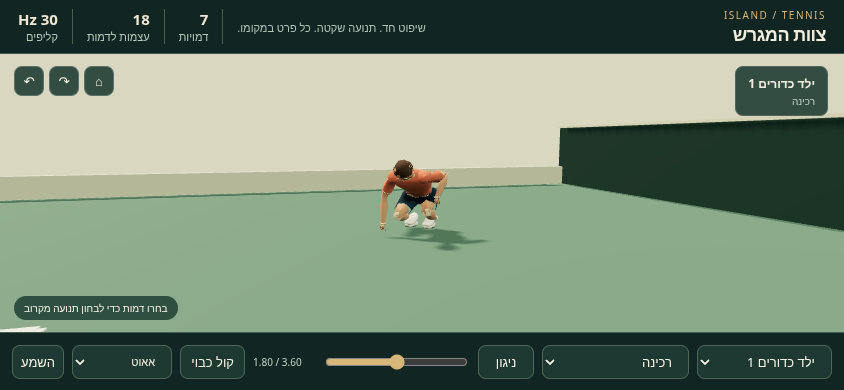 ISLAND / TENNIS
צוות המגרש
שיפוט חד. תנועה שקטה. כל פרט במקומו.
7
דמויות
18
עצמות לדמות
30 Hz
קליפים
ילד כדורים 1
רכינה
בחרו דמות כדי לבחון תנועה מקרוב
ילד כדורים 1
רכינה
ניגון
1.80 / 3.60
קול כבוי
אאוט
השמע